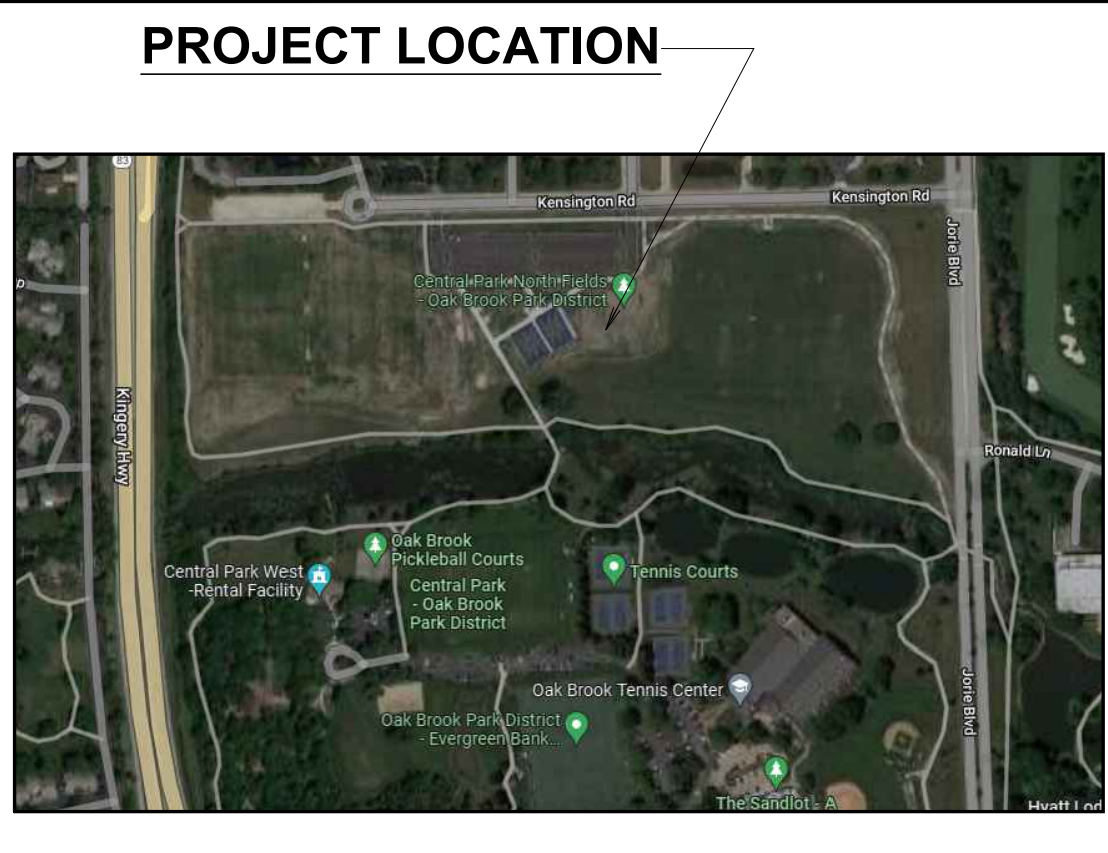 PROJECT LOCATION
83
Kensington Rd
Kensington Rd
Jorie Blvd
Central Park North Fields
- Oak Brook Park District
Kingery Hwy
Ronald Ln
Oak Brook
Pickleball Courts
Central Park West
-Rental Facility
Central Park
- Oak Brook
Park District
Tennis Courts
Oak Brook Tennis Center
Jorie Blvd
Oak Brook Park District
- Evergreen Bank...
The Sandlot - A
Hyatt Lod